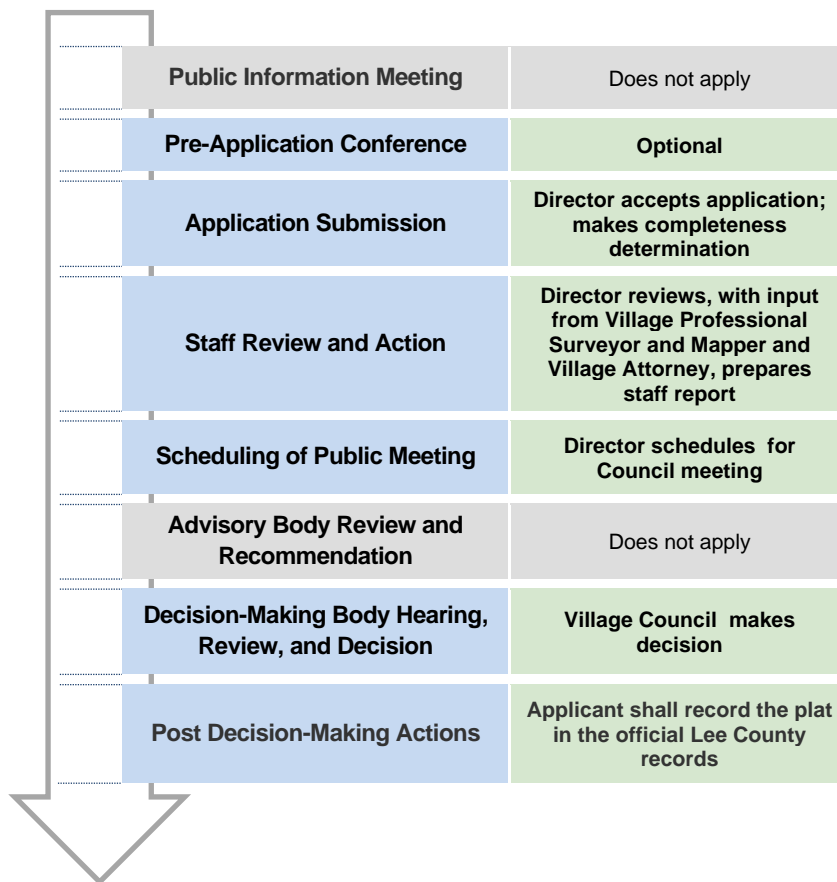 Public Information Meeting
Does not apply
Pre-Application Conference
Optional
Application Submission
Director accepts application;
makes completeness
determination
Staff Review and Action
Director reviews, with input
from Village Professional
Surveyor and Mapper and
Village Attorney, prepares
staff report
Scheduling of Public Meeting
Director schedules for
Council meeting
Advisory Body Review and
Recommendation
Does not apply
Decision-Making Body Hearing,
Review, and Decision
Village Council makes
decision
Post Decision-Making Actions
Applicant shall record the plat
in the official Lee County
records